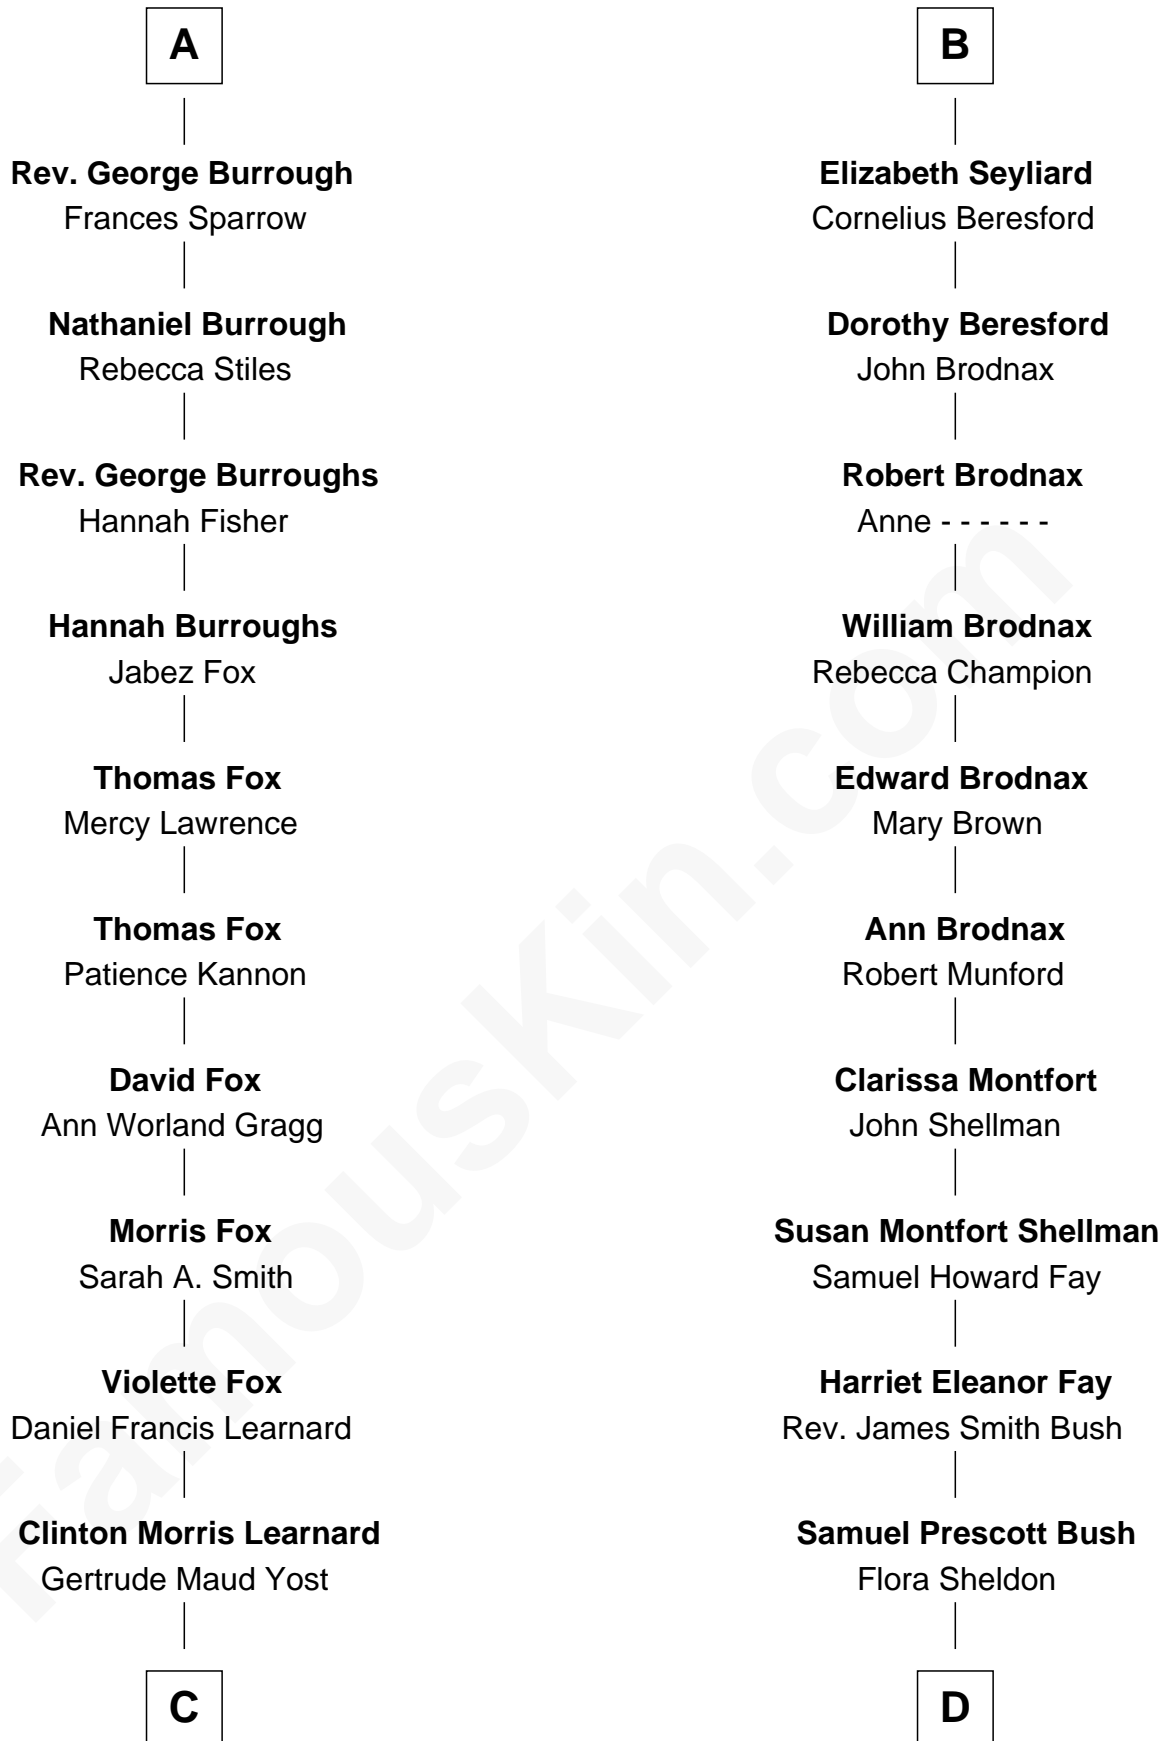 A
Rev. George Burrough
Frances Sparrow
Nathaniel Burrough
Rebecca Stiles
Rev. George Burroughs
Hannah Fisher
Hannah Burroughs
Jabez Fox
Thomas Fox
Mercy Lawrence
Thomas Fox
Patience Kannon
David Fox
Ann Worland Gragg
Morris Fox
Sarah A. Smith
Violette Fox
Daniel Francis Learnard
Clinton Morris Learnard
Gertrude Maud Yost
C
B
Elizabeth Seyliard
Cornelius Beresford
Dorothy Beresford
John Brodnax
Robert Brodnax
Anne - - - - - -
William Brodnax
Rebecca Champion
Edward Brodnax
Mary Brown
Ann Brodnax
Robert Munford
Clarissa Montfort
John Shellman
Susan Montfort Shellman
Samuel Howard Fay
Harriet Eleanor Fay
Rev. James Smith Bush
Samuel Prescott Bush
Flora Sheldon
D
FamousKin.com